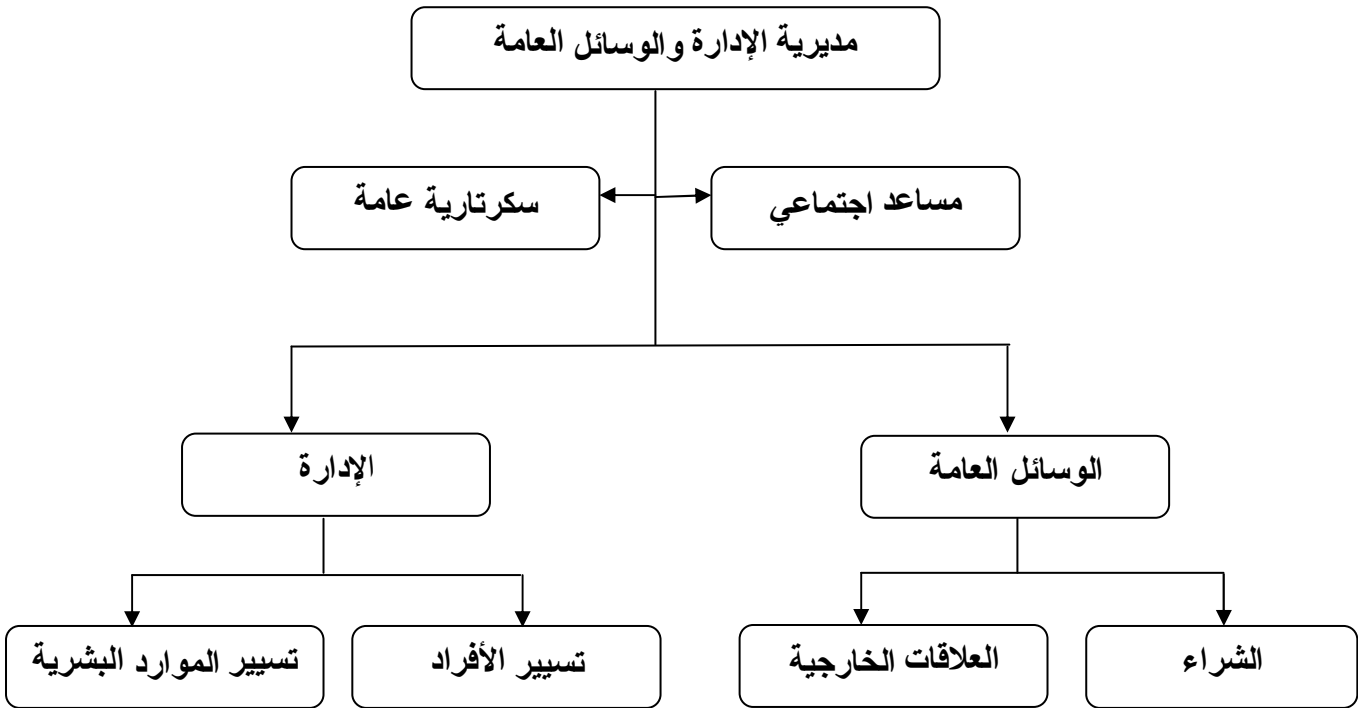 مديرية الإدارة والوسائل العامة
مساعد اجتماعي
سكرتارية عامة
الوسائل العامة
الإدارة
الشراء
العلاقات الخارجية
تسيير الأفراد
تسيير الموارد البشرية